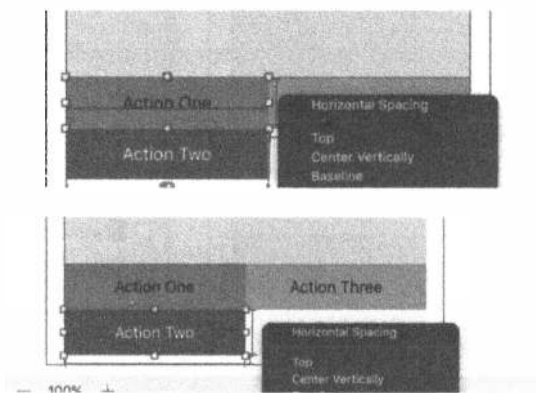 Action One
Horizontal Spacing
Top
Action Two
Center Vertically
Baseline
Action One
Action Three
Action Two
Horizontal Spacing
Top
Center Vertically
— 100% +